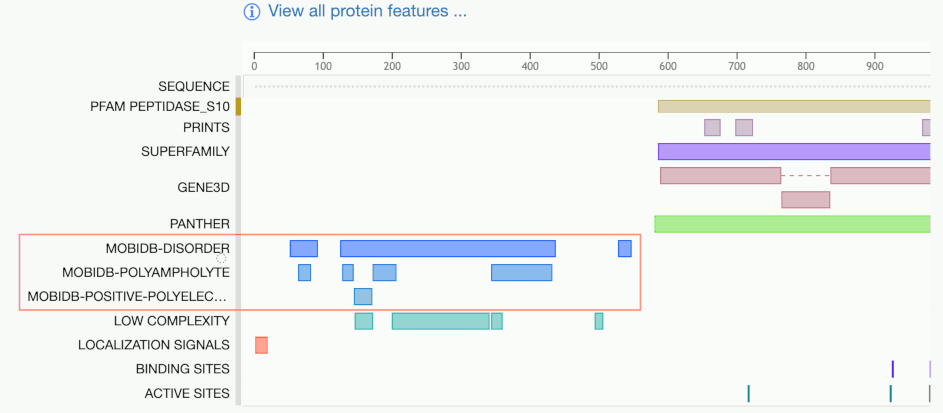 View all protein features ...
0 100 200 300 400 500 600 700 800 900
SEQUENCE
PFAM PEPTIDASE_S10
PRINTS
SUPERFAMILY
GENE3D
PANTHER
MOBIDB-DISORDER
MOBIDB-POLYAMPHOLYTE
MOBIDB-POSITIVE-POLYELEC...
LOW COMPLEXITY
LOCALIZATION SIGNALS
BINDING SITES
ACTIVE SITES